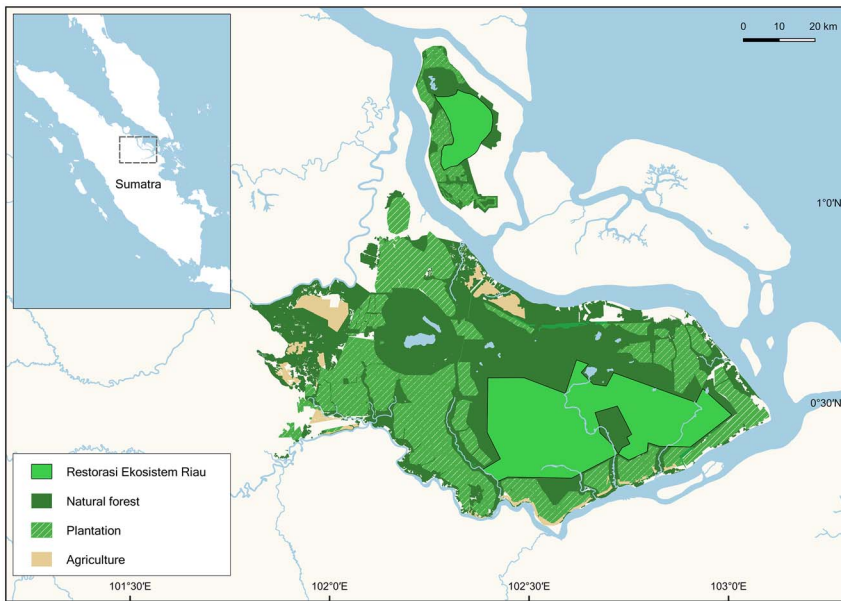 0 10 20 km
Sumatra
1°0'N
0°30'N
Restorasi Ekosistem Riau
Natural forest
Plantation
Agriculture
101°30'E 102°0'E 102°30'E 103°0'E